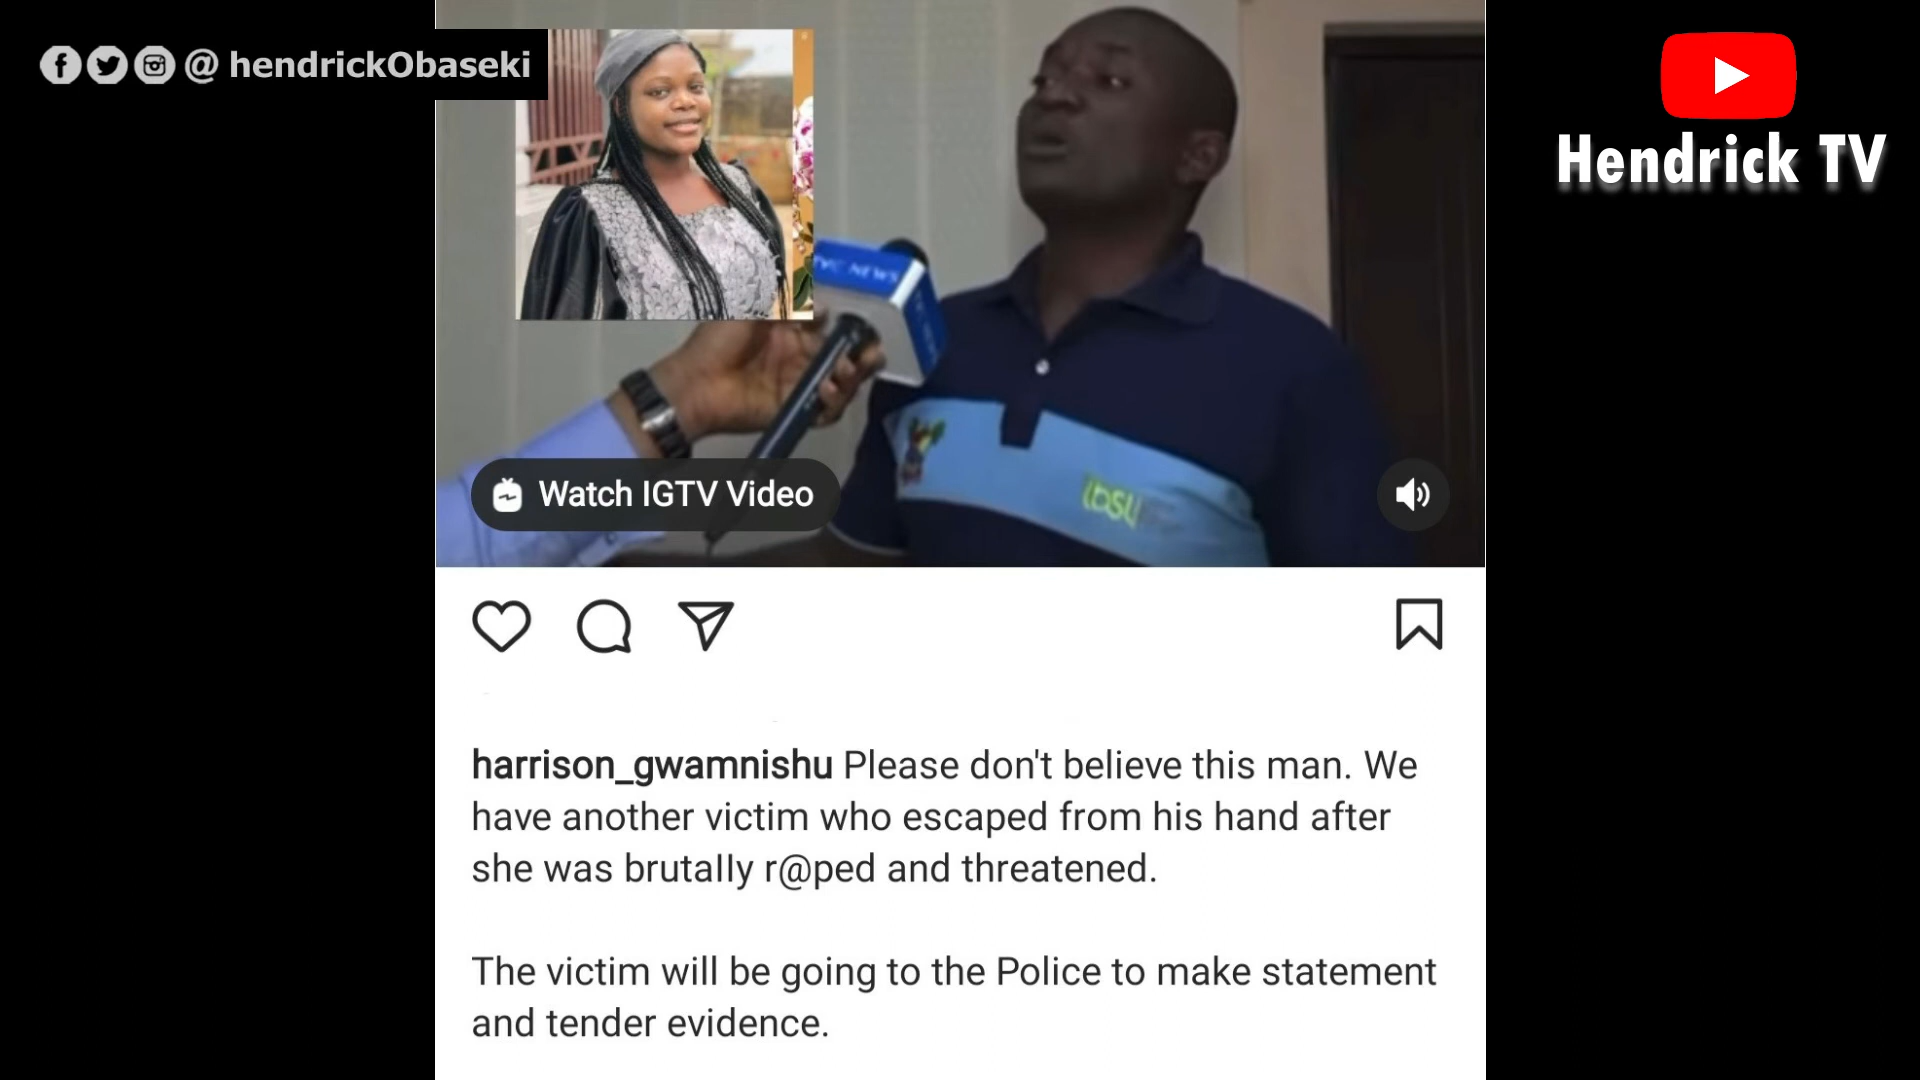 @ hendrickObaseki
Hendrick TV
TVC NEWS
Watch IGTV Video
harrison_gwamnishu Please don't believe this man. We
have another victim who escaped from his hand after
she was brutally r@ped and threatened.
The victim will be going to the Police to make statement
and tender evidence.